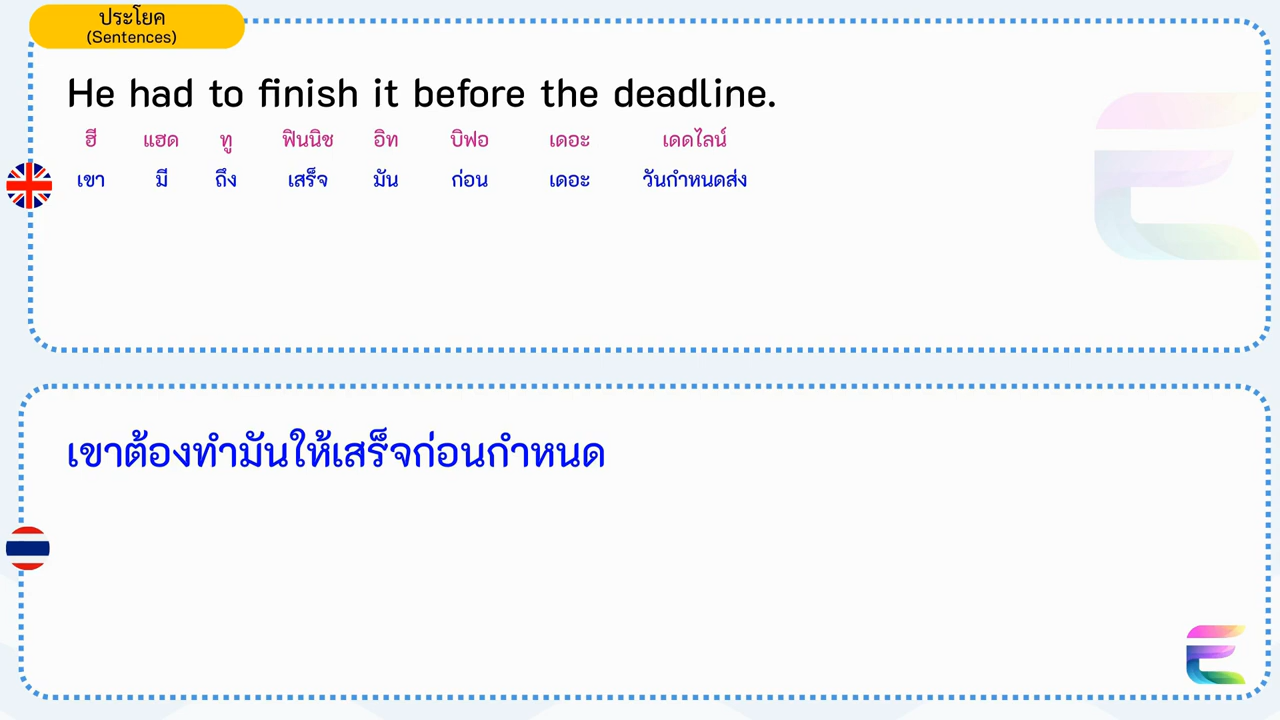 ประโยค
(Sentences)
He had to finish it before the deadline.
ฮี แฮด ทู ฟินนิช อิท บิฟอ เดอะ เดดไลน์
เขา มี ถึง เสร็จ มัน ก่อน เดอะ วันกำหนดส่ง
เขาต้องทำมันให้เสร็จก่อนกำหนด